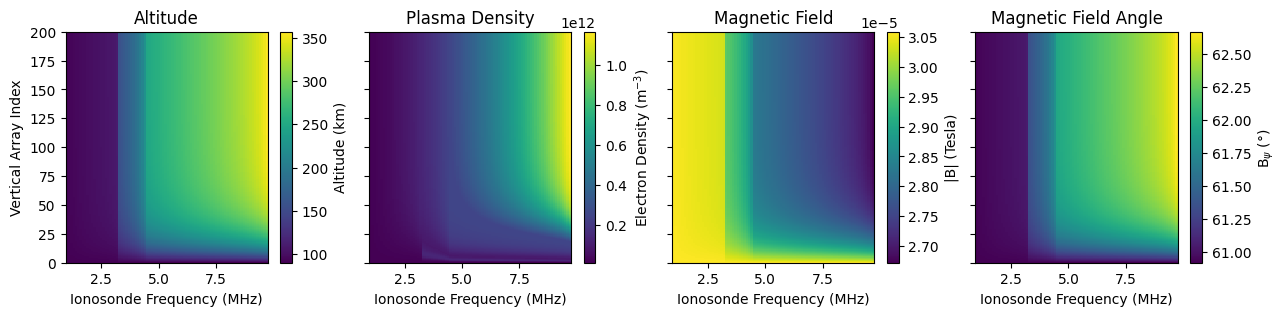 Altitude
Plasma Density
Magnetic Field
Magnetic Field Angle
1e12
1e−5
200
175
150
125
100
75
50
25
0
Vertical Array Index
2.5 5.0 7.5
Ionosonde Frequency (MHz)
350
300
250
200
150
100
Altitude (km)
2.5 5.0 7.5
Ionosonde Frequency (MHz)
1.0
0.8
0.6
0.4
0.2
Electron Density (m⁻³)
2.5 5.0 7.5
Ionosonde Frequency (MHz)
3.05
3.00
2.95
2.90
2.85
2.80
2.75
2.70
|B| (Tesla)
2.5 5.0 7.5
Ionosonde Frequency (MHz)
62.50
62.25
62.00
61.75
61.50
61.25
61.00
Bψ (°)